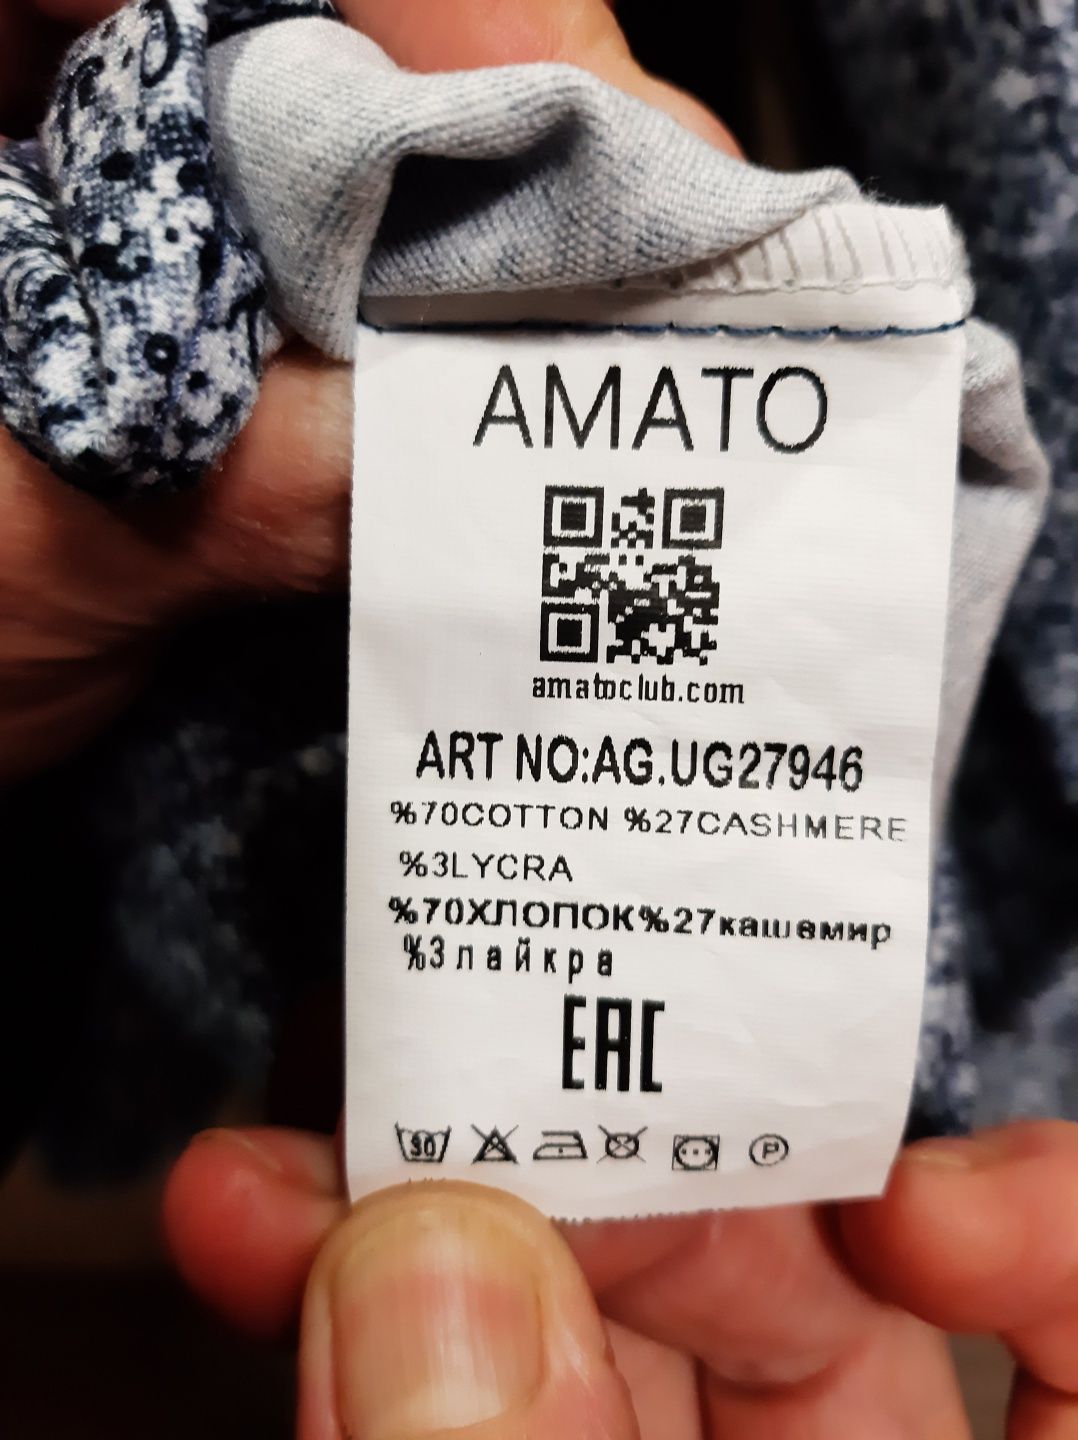 AMATO
amatoclub.com
ART NO:AG.UG27946
%70COTTON %27CASHMERE
%3LYCRA
%70ХЛОПОК%27кашемир
%3лайкра
EAC
30
P